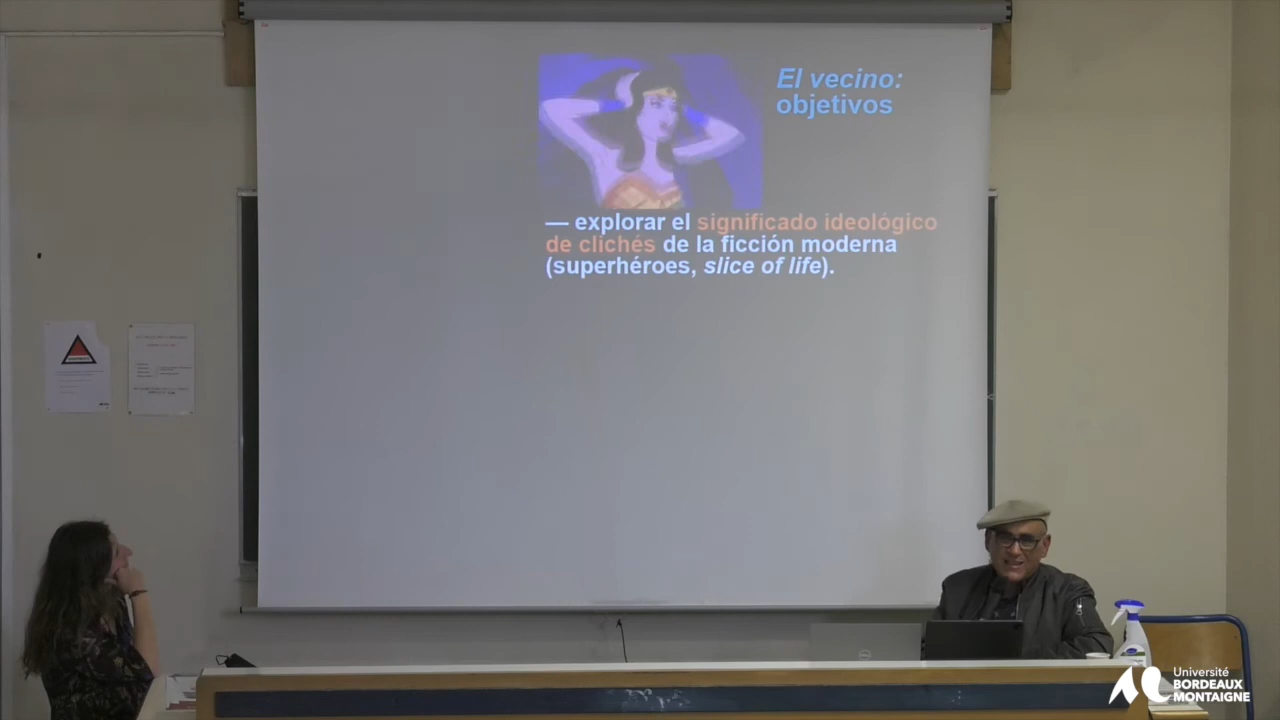 El vecino:
objetivos
— explorar el significado ideológico
de clichés de la ficción moderna
(superhéroes, slice of life).
Université
BORDEAUX
MONTAIGNE